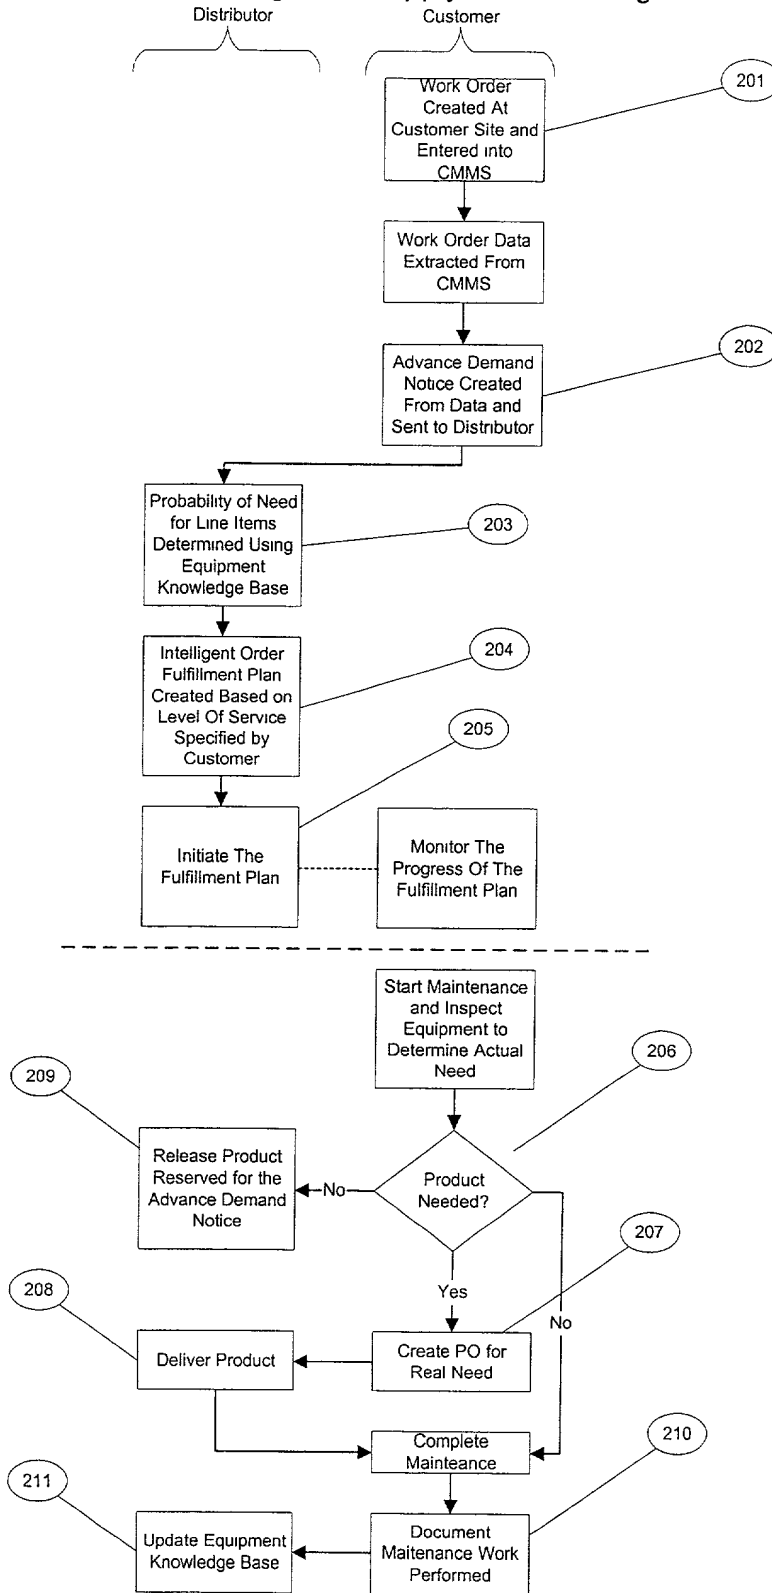 Distributor
Customer
Work Order
Created At
Customer Site and
Entered into
CMMS
201
Work Order Data
Extracted From
CMMS
Advance Demand
Notice Created
From Data and
Sent to Distributor
202
Probability of Need
for Line Items
Determined Using
Equipment
Knowledge Base
203
Intelligent Order
Fulfillment Plan
Created Based on
Level Of Service
Specified by
Customer
204
205
Initiate The
Fulfillment Plan
Monitor The
Progress Of The
Fulfillment Plan
Start Maintenance
and Inspect
Equipment to
Determine Actual
Need
206
209
Release Product
Reserved for the
Advance Demand
Notice
No
Product
Needed?
207
208
Yes
No
Deliver Product
Create PO for
Real Need
Complete
Mainteance
210
211
Update Equipment
Knowledge Base
Document
Maitenance Work
Performed